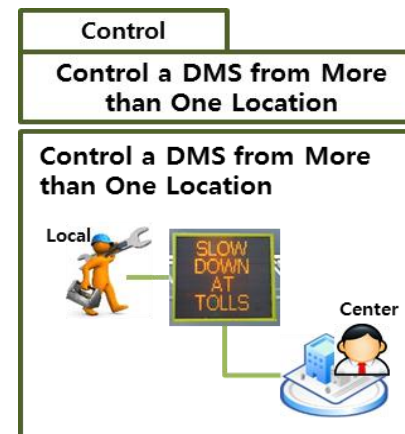 Control
Control a DMS from More
than One Location
Control a DMS from More
than One Location
Local
SLOW
DOWN
AT
TOLLS
Center